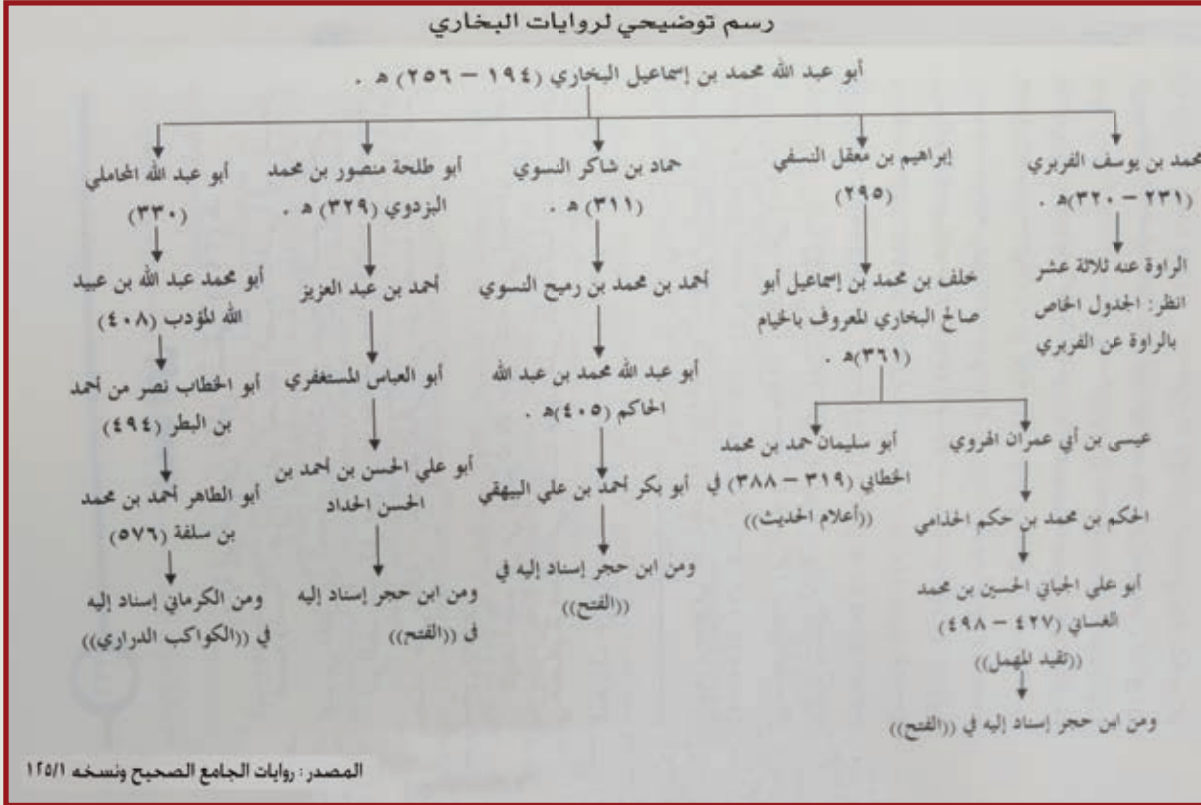 رسم توضيحي لروايات البخاري
أبو عبد الله محمد بن إسماعيل البخاري (١٩٤ – ٢٥٦) ه .
محمد بن يوسف الفربري
(٢٣١ – ٣٢٠)ه .
الراوة عنه ثلاثة عشر
انظر: الجدول الخاص
بالراوة عن الفربري
إبراهيم بن معقل النسفي
(٢٩٥)
خلف بن محمد بن إسماعيل أبو
صالح البخاري المعروف بالخيام
(٣٦١)ه .
عيسى بن أبي عمران الهروي
الحكم بن محمد بن حكم الحذامي
أبو علي الجياني الحسين بن محمد
الغساني (٤٢٧ – ٤٩٨)
((تقيد المهمل))
ومن ابن حجر إسناد إليه في ((الفتح))
أبو سليمان حمد بن محمد
الخطابي (٣١٩ – ٣٨٨) في
((أعلام الحديث))
حماد بن شاكر النسوي
(٣١١) ه .
أحمد بن محمد بن رميح النسوي
أبو عبد الله محمد بن عبد الله
الحاكم (٤٠٥)ه .
أبو بكر أحمد بن علي البيهقي
ومن ابن حجر إسناد إليه في
((الفتح))
أبو طلحة منصور بن محمد
البزدوي (٣٢٩) ه .
أحمد بن عبد العزيز
أبو العباس المستغفري
أبو علي الحسن بن أحمد بن
الحسن الحداد
ومن ابن حجر إسناد إليه
في ((الفتح))
أبو عبد الله المحاملي
(٣٣٠)
أبو محمد عبد الله بن عبيد
الله المؤدب (٤٠٨)
أبو الخطاب نصر من أحمد
بن البطر (٤٩٤)
أبو الطاهر أحمد بن محمد
بن سلفة (٥٧٦)
ومن الكرماني إسناد إليه
في ((الكواكب الدراري))
المصدر: روايات الجامع الصحيح ونسخه ١٢٥/١